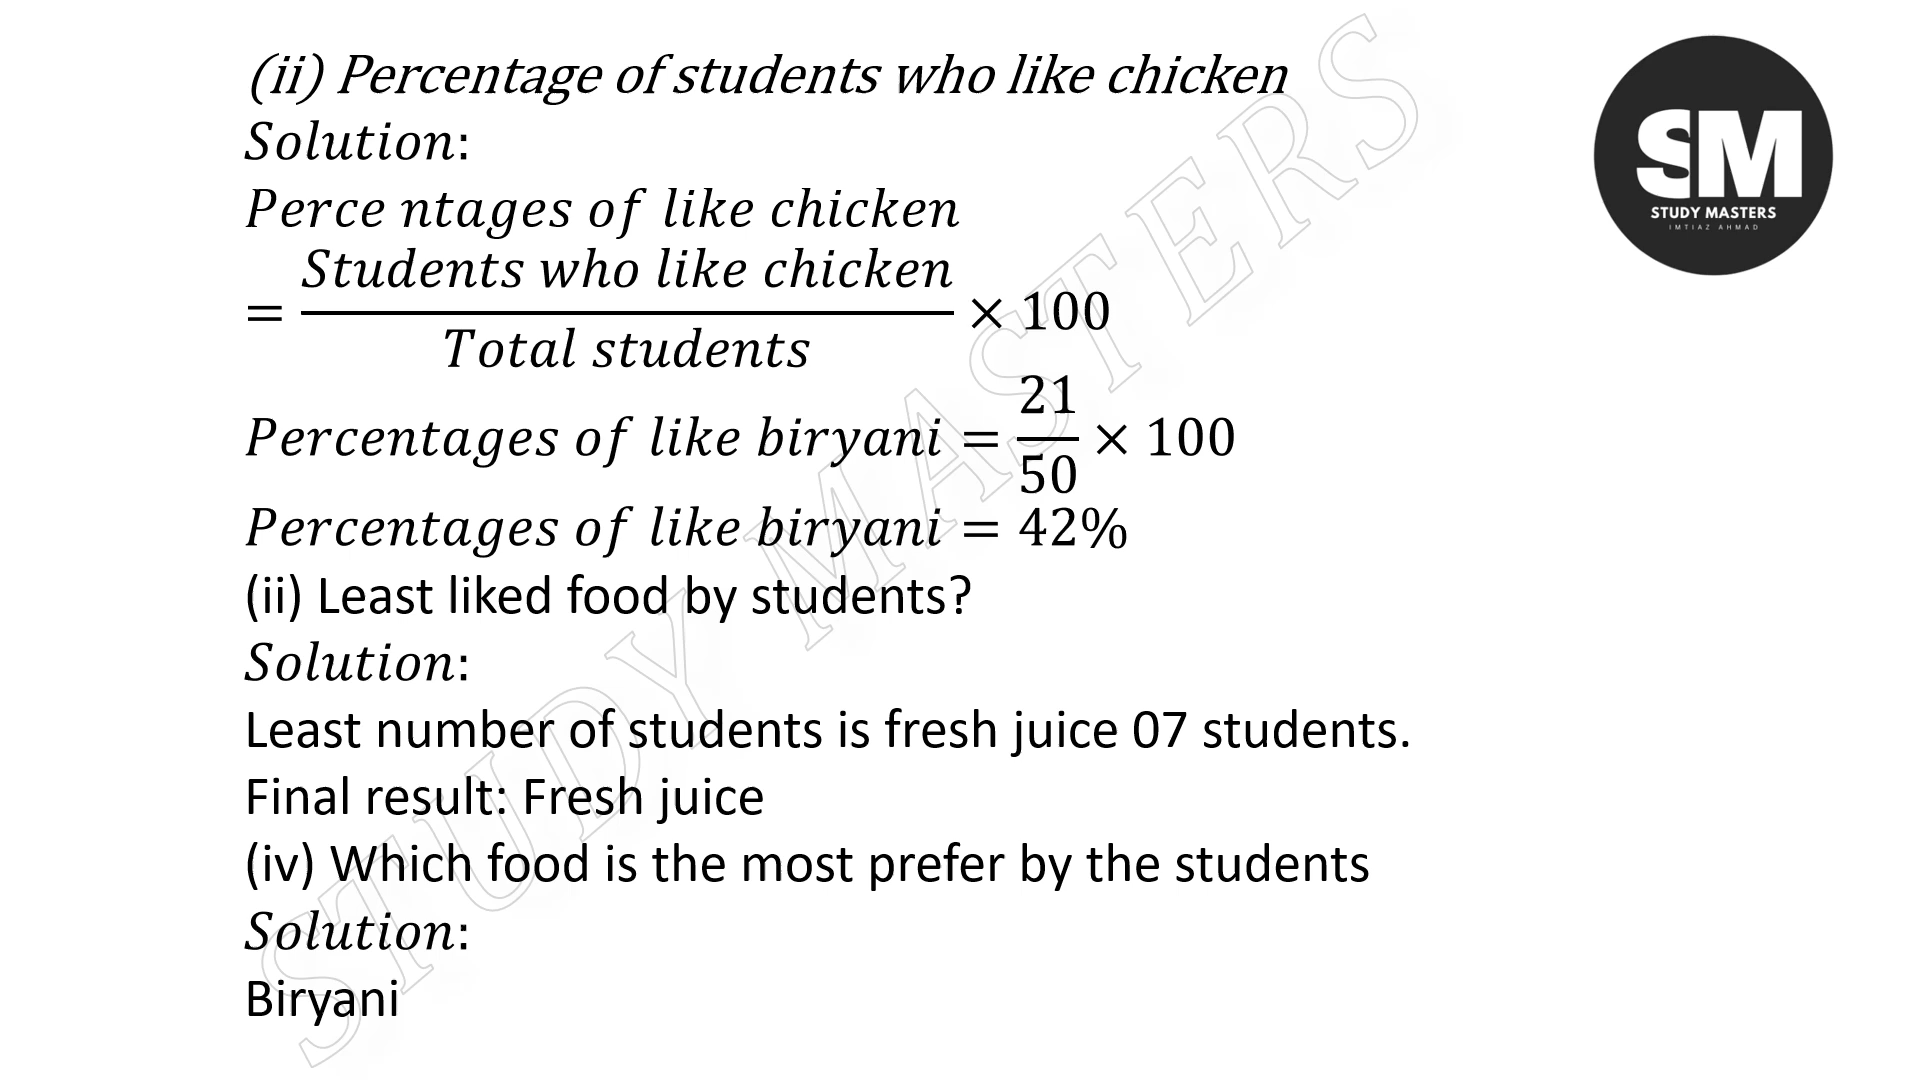 (ii) Percentage of students who like chicken
Solution:
Perce ntages of like chicken
= Students who like chicken / Total students × 100
Percentages of like biryani = 21/50 × 100
Percentages of like biryani = 42%
(ii) Least liked food by students?
Solution:
Least number of students is fresh juice 07 students.
Final result: Fresh juice
(iv) Which food is the most prefer by the students
Solution:
Biryani
SM
STUDY MASTERS
IMTIAZ AHMAD
STUDY MASTERS